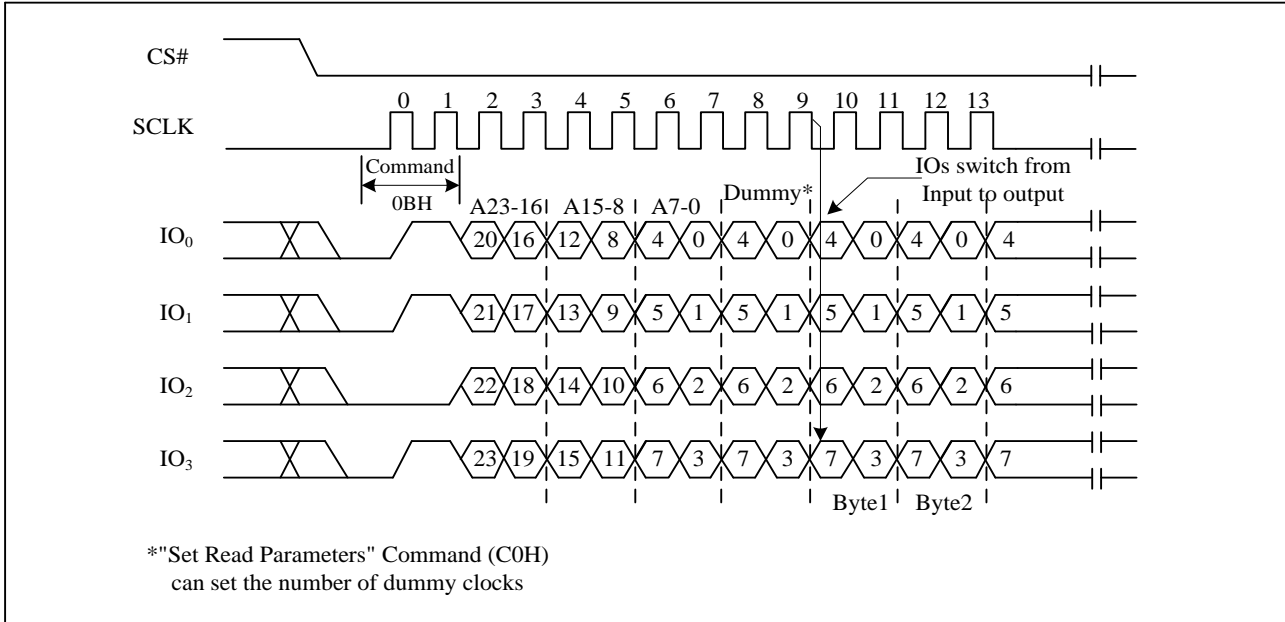 CS#
0 1 2 3 4 5 6 7 8 9 10 11 12 13
SCLK
Command
IOs switch from
Input to output
0BH
A23-16 A15-8 A7-0 Dummy*
IO₀ 20 16 12 8 4 0 4 0 4 0 4 0 4
IO₁ 21 17 13 9 5 1 5 1 5 1 5 1 5
IO₂ 22 18 14 10 6 2 6 2 6 2 6 2 6
IO₃ 23 19 15 11 7 3 7 3 7 3 7 3 7
Byte1 Byte2
*"Set Read Parameters" Command (C0H)
can set the number of dummy clocks